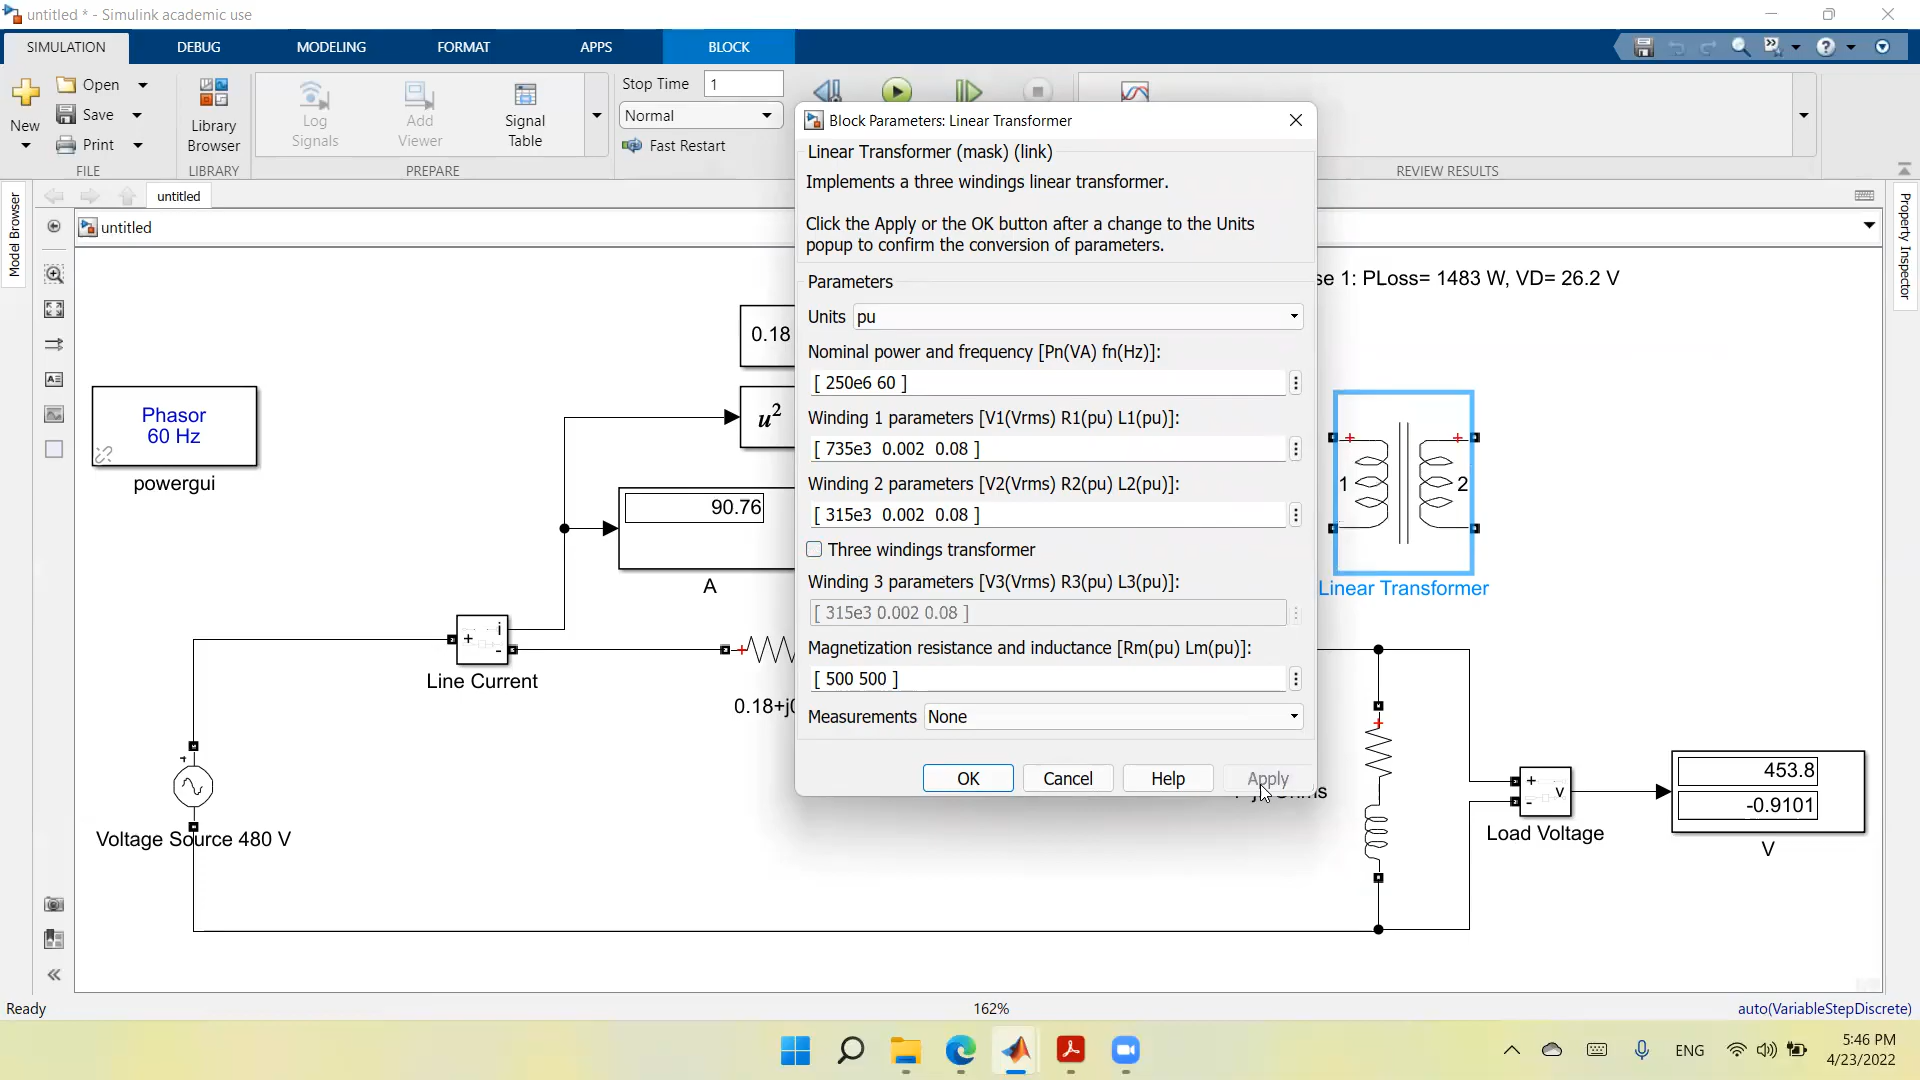 untitled * - Simulink academic use
SIMULATION
DEBUG
MODELING
FORMAT
APPS
BLOCK
New
Open
Save
Print
FILE
Library
Browser
LIBRARY
Log
Signals
Add
Viewer
Signal
Table
PREPARE
Stop Time 1
Normal
Fast Restart
REVIEW RESULTS
Model Browser
untitled
untitled
Property Inspector
Block Parameters: Linear Transformer
Linear Transformer (mask) (link)
Implements a three windings linear transformer.
Click the Apply or the OK button after a change to the Units
popup to confirm the conversion of parameters.
Parameters
Units pu
Nominal power and frequency [Pn(VA) fn(Hz)]:
[ 250e6 60 ]
Winding 1 parameters [V1(Vrms) R1(pu) L1(pu)]:
[ 735e3 0.002 0.08 ]
Winding 2 parameters [V2(Vrms) R2(pu) L2(pu)]:
[ 315e3 0.002 0.08 ]
Three windings transformer
Winding 3 parameters [V3(Vrms) R3(pu) L3(pu)]:
[ 315e3 0.002 0.08 ]
Magnetization resistance and inductance [Rm(pu) Lm(pu)]:
[ 500 500 ]
Measurements None
OK
Cancel
Help
Apply
se 1: PLoss= 1483 W, VD= 26.2 V
0.18
u²
Phasor
60 Hz
powergui
90.76
A
i
+
-
Line Current
+
0.18+j
+
Voltage Source 480 V
+ +
1 2
Linear Transformer
+
+
-
v
Load Voltage
453.8
-0.9101
V
Ready
162%
auto(VariableStepDiscrete)
ENG
5:46 PM
4/23/2022